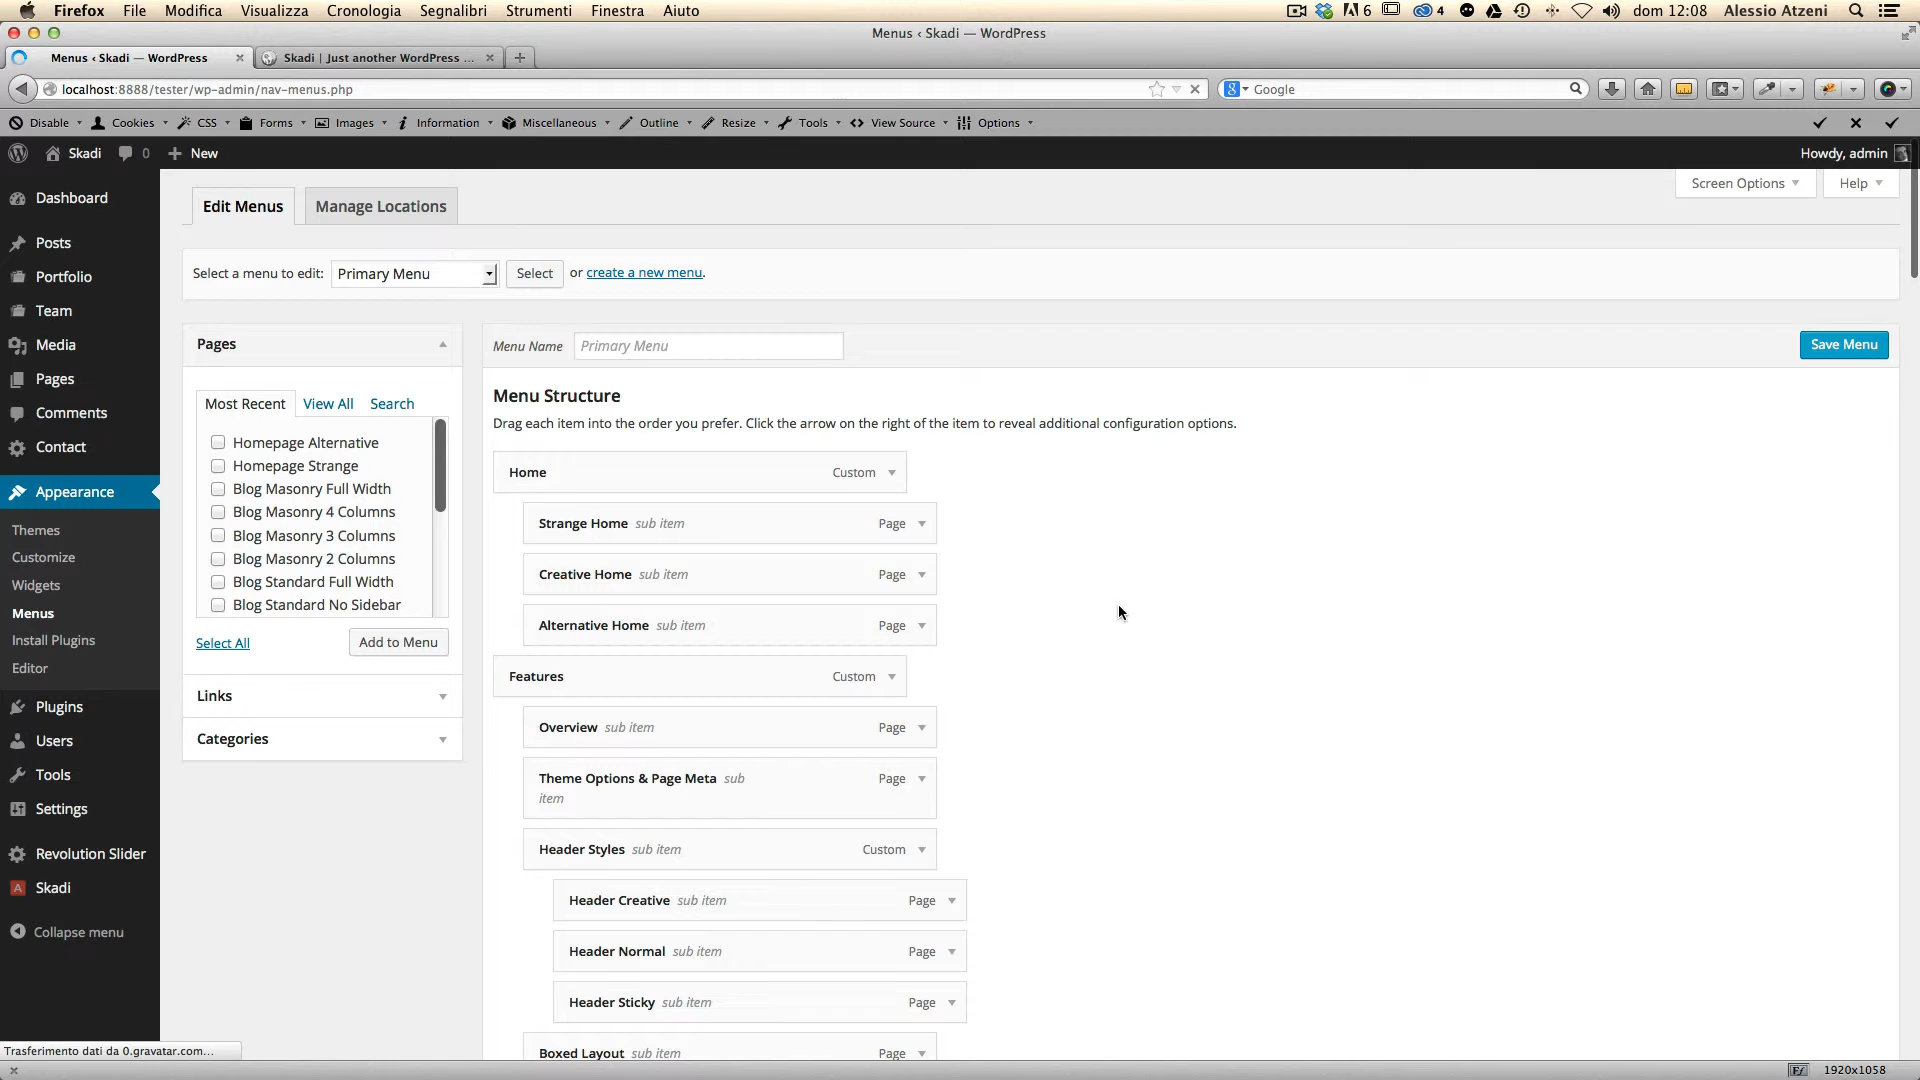 Firefox File Modifica Visualizza Cronologia Segnalibri Strumenti Finestra Aiuto 6 4 dom 12:08 Alessio Atzeni
Menus ‹ Skadi — WordPress
Menus ‹ Skadi — WordPress Skadi | Just another WordPress ...
localhost:8888/tester/wp-admin/nav-menus.php Google
Disable Cookies CSS Forms Images Information Miscellaneous Outline Resize Tools View Source Options
Skadi 0 New Howdy, admin
Screen Options Help
Edit Menus Manage Locations
Select a menu to edit: Primary Menu Select or create a new menu.
Dashboard
Posts
Portfolio
Team
Media
Pages
Comments
Contact
Appearance
Themes
Customize
Widgets
Menus
Install Plugins
Editor
Plugins
Users
Tools
Settings
Revolution Slider
Skadi
Collapse menu
Pages
Most Recent View All Search
Homepage Alternative
Homepage Strange
Blog Masonry Full Width
Blog Masonry 4 Columns
Blog Masonry 3 Columns
Blog Masonry 2 Columns
Blog Standard Full Width
Blog Standard No Sidebar
Select All Add to Menu
Links
Categories
Menu Name Primary Menu Save Menu
Menu Structure
Drag each item into the order you prefer. Click the arrow on the right of the item to reveal additional configuration options.
Home Custom
Strange Home sub item Page
Creative Home sub item Page
Alternative Home sub item Page
Features Custom
Overview sub item Page
Theme Options & Page Meta sub Page
item
Header Styles sub item Custom
Header Creative sub item Page
Header Normal sub item Page
Header Sticky sub item Page
Boxed Layout sub item Page
Trasferimento dati da 0.gravatar.com...
1920x1058